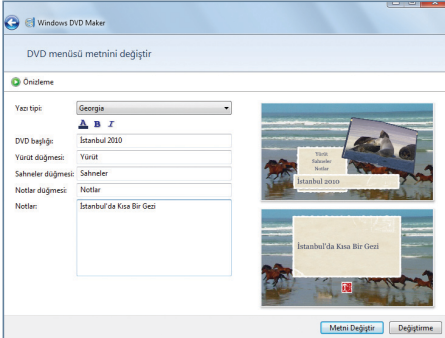 Windows DVD Maker
DVD menüsü metnini değiştir
Önizleme
Yazı tipi: Georgia
A B I
DVD başlığı: İstanbul 2010
Yürüt düğmesi: Yürüt
Sahneler düğmesi: Sahneler
Notlar düğmesi: Notlar
Notlar: İstanbul'da Kısa Bir Gezi
Yürüt
Sahneler
Notlar
İstanbul 2010
İstanbul'da Kısa Bir Gezi
Metni Değiştir Değiştirme